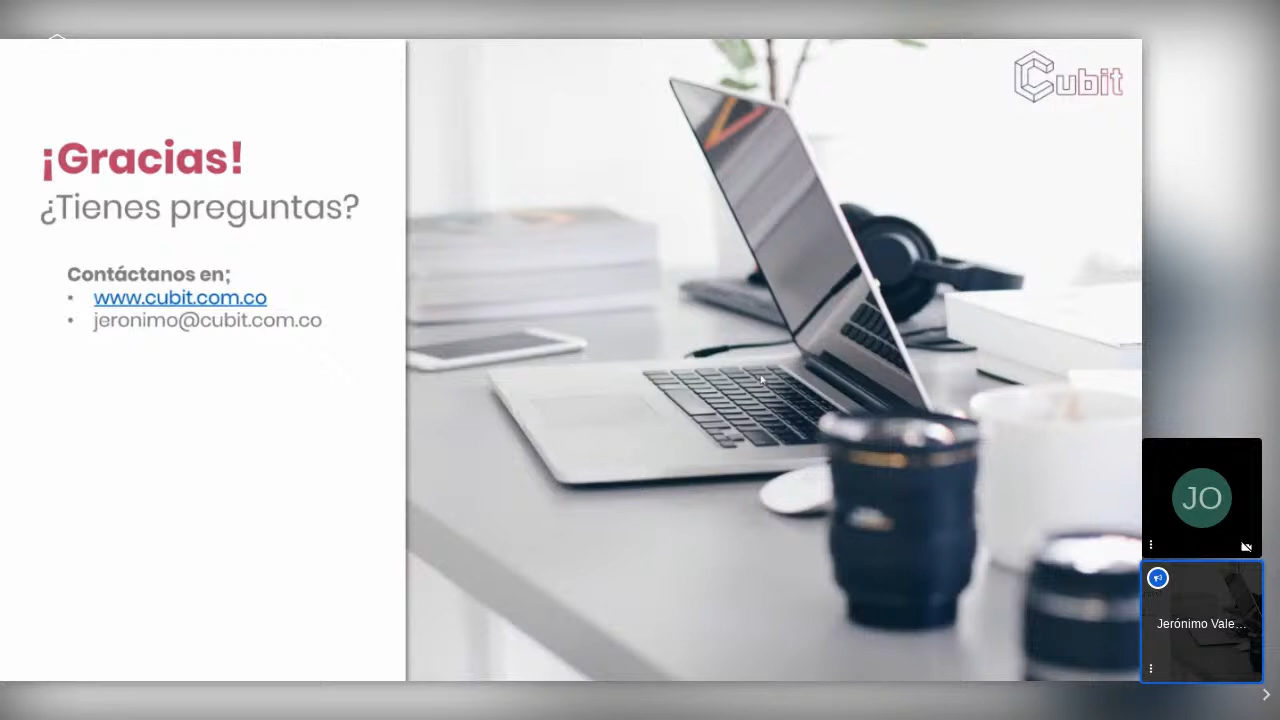 Cubit
¡Gracias!
¿Tienes preguntas?
Contáctanos en;
• www.cubit.com.co
• jeronimo@cubit.com.co
JO
Jerónimo Vale...